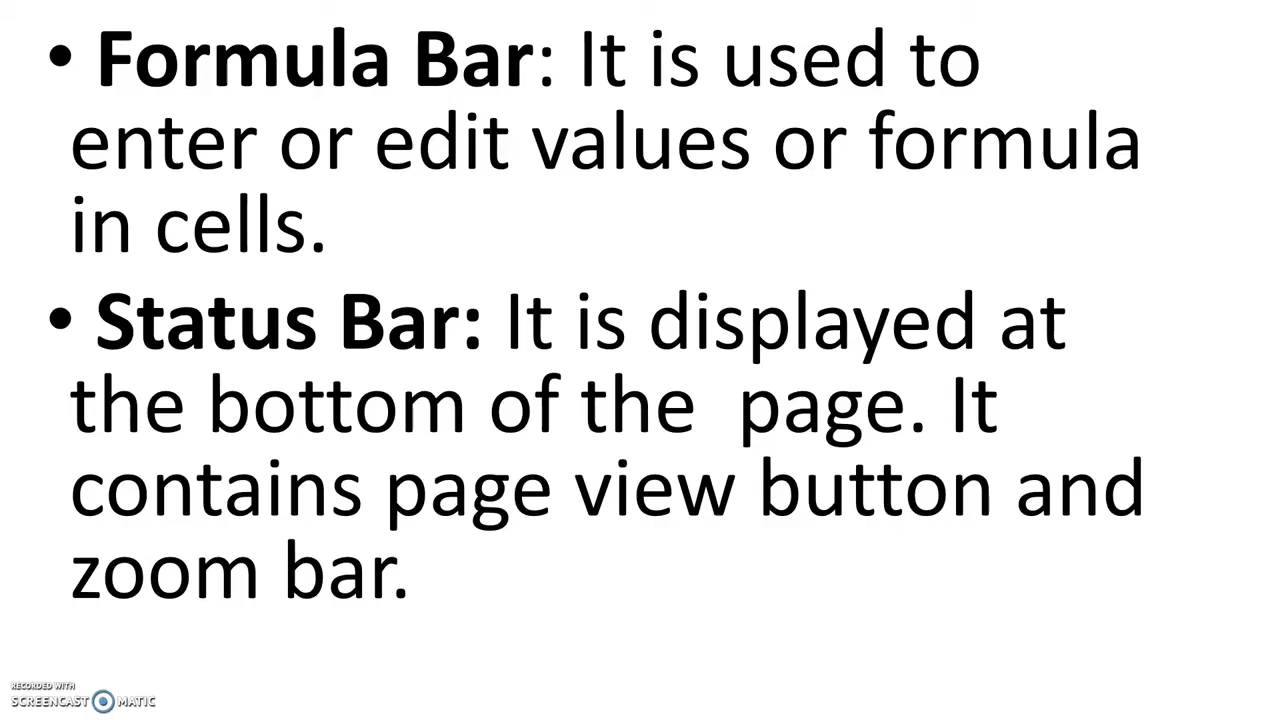 • Formula Bar: It is used to
enter or edit values or formula
in cells.
• Status Bar: It is displayed at
the bottom of the  page. It
contains page view button and
zoom bar.
RECORDED WITH
SCREENCAST MATIC